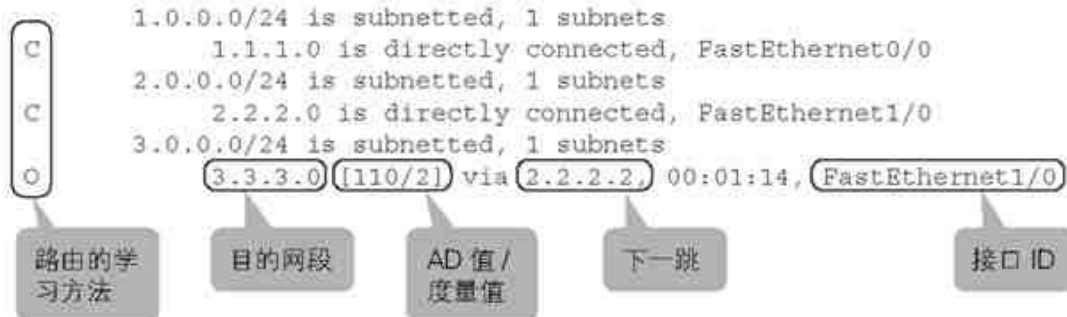 1.0.0.0/24 is subnetted, 1 subnets
C 1.1.1.0 is directly connected, FastEthernet0/0
2.0.0.0/24 is subnetted, 1 subnets
C 2.2.2.0 is directly connected, FastEthernet1/0
3.0.0.0/24 is subnetted, 1 subnets
O 3.3.3.0 [110/2] via 2.2.2.2, 00:01:14, FastEthernet1/0
路由的学
习方法
目的网段
AD 值 /
度量值
下一跳
接口 ID